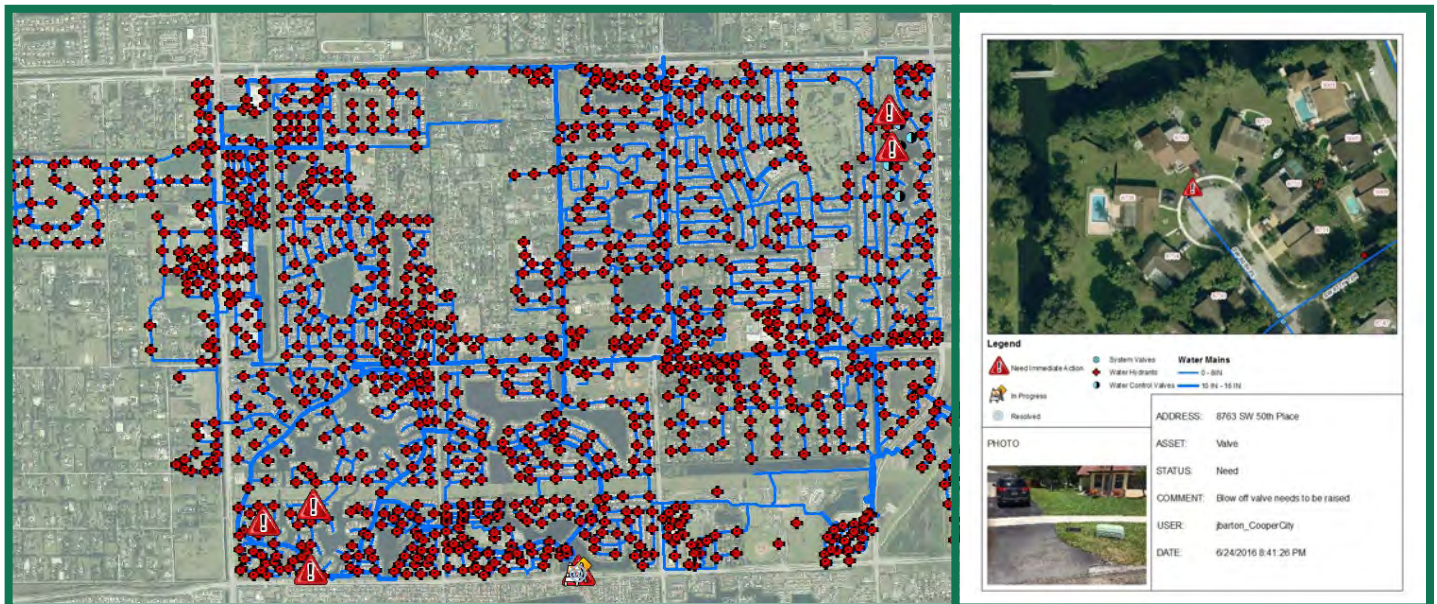 Legend
Need Immediate Action
In Progress
Resolved
System Valves
Water Hydrants
Water Control Valves
Water Mains
0 - 8IN
10 IN - 16 IN
PHOTO
ADDRESS: 8763 SW 50th Place
ASSET: Valve
STATUS: Need
COMMENT: Blow off valve needs to be raised
USER: jbarton_CooperCity
DATE: 6/24/2016 8:41:26 PM